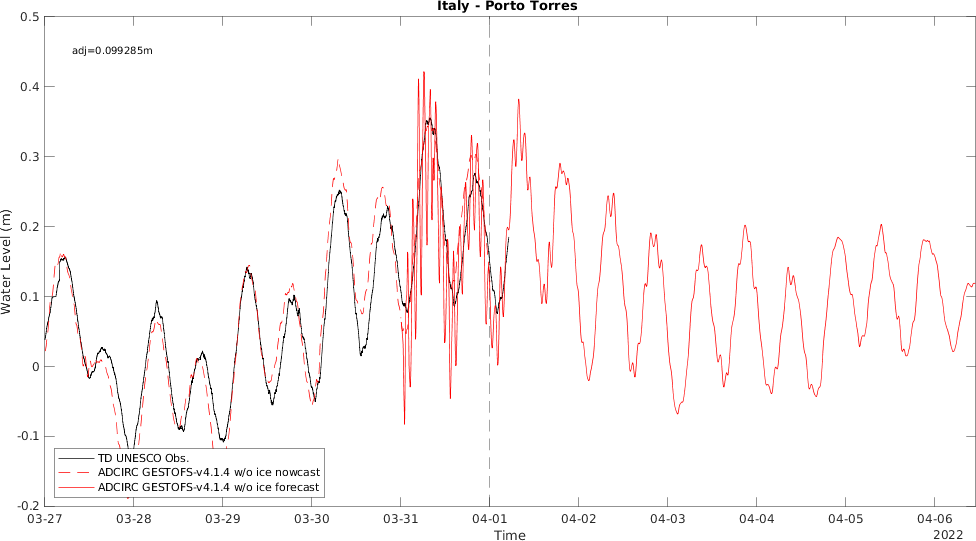 Italy - Porto Torres
adj=0.099285m
Water Level (m)
0.5
0.4
0.3
0.2
0.1
0
-0.1
-0.2
TD UNESCO Obs.
ADCIRC GESTOFS-v4.1.4 w/o ice nowcast
ADCIRC GESTOFS-v4.1.4 w/o ice forecast
03-27 03-28 03-29 03-30 03-31 04-01 04-02 04-03 04-04 04-05 04-06
Time
2022